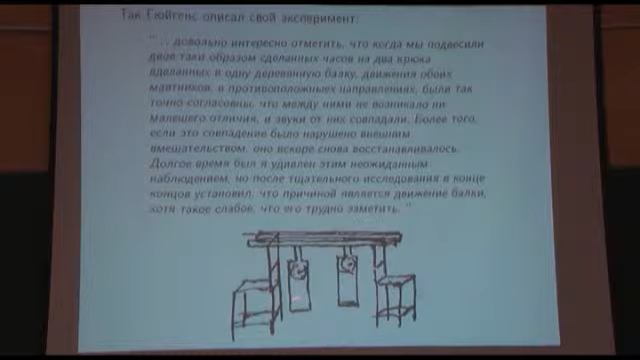 Так Гюйгенс описал свой эксперимент:
" ... довольно интересно отметить, что когда мы подвесили
двое таки образом сделанных часов на два крюка
вделанных в одну деревянную балку, движения обоих
маятников, в противоположных направлениях, были так
точно согласованы, что между ними не возникало ни
малейшего отличия, и звуки от них совпадали. Более того,
если это совпадение было нарушено внешним
вмешательством, оно вскоре снова восстанавливалось.
Долгое время был я удивлен этим неожиданным
наблюдением, но после тщательного исследования в конце
концов установил, что причиной является движение балки,
хотя такое слабое, что его трудно заметить. "